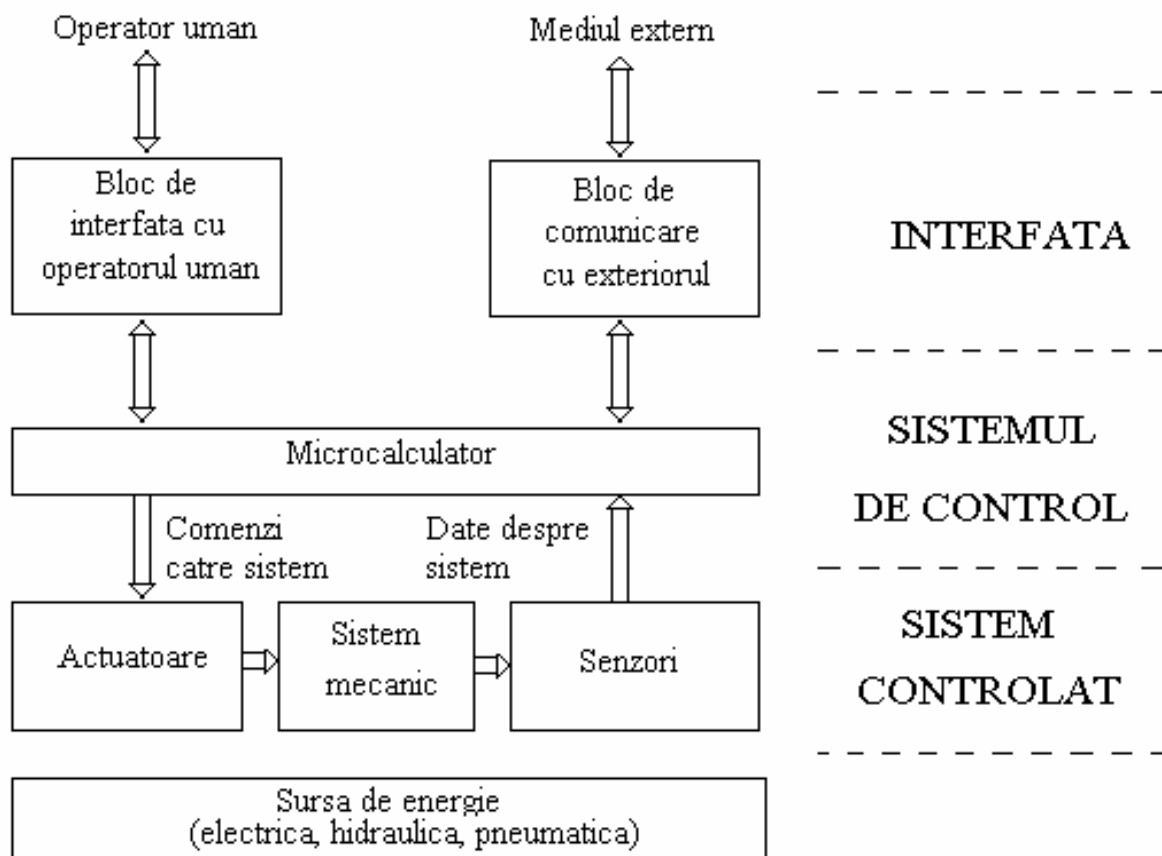 Operator uman
Mediul extern
Bloc de
interfata cu
operatorul uman
Bloc de
comunicare
cu exteriorul
INTERFATA
Microcalculator
SISTEMUL
DE CONTROL
Comenzi
catre sistem
Date despre
sistem
Actuatoare
Sistem
mecanic
Senzori
SISTEM
CONTROLAT
Sursa de energie
(electrica, hidraulica, pneumatica)